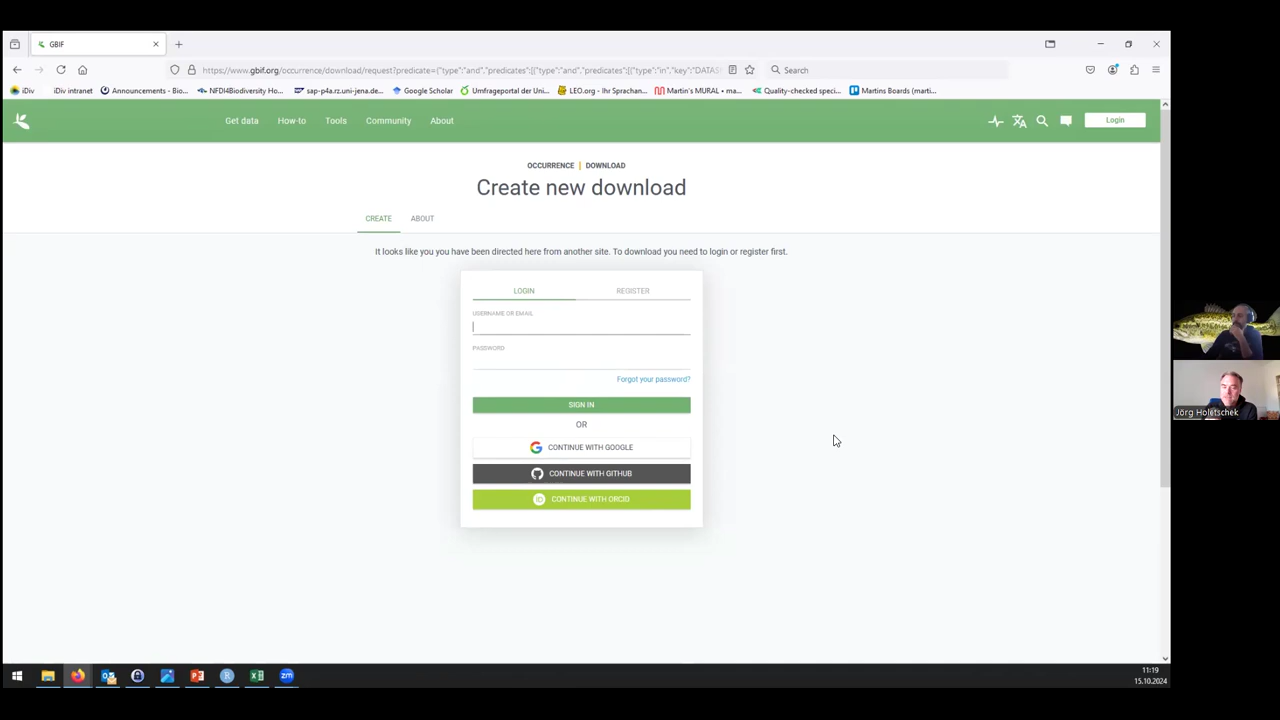 GBIF
https://www.gbif.org/occurrence/download/request?predicate={"type":"and","predicates":[{"type":"and","predicates":[{"type":"in","key":"DATAS
Search
iDiv
iDiv intranet
Announcements - Bio...
NFDI4Biodiversity Ho...
sap-p4a.rz.uni-jena.de...
Google Scholar
Umfrageportal der Uni...
LEO.org - Ihr Sprachan...
Martin's MURAL • ma...
Quality-checked speci...
Martins Boards (marti...
Get data
How-to
Tools
Community
About
Login
OCCURRENCE | DOWNLOAD
Create new download
CREATE
ABOUT
It looks like you you have been directed here from another site. To download you need to login or register first.
LOGIN
REGISTER
USERNAME OR EMAIL
PASSWORD
Forgot your password?
SIGN IN
OR
CONTINUE WITH GOOGLE
CONTINUE WITH GITHUB
CONTINUE WITH ORCID
Jörg Holetschek
11:19
15.10.2024